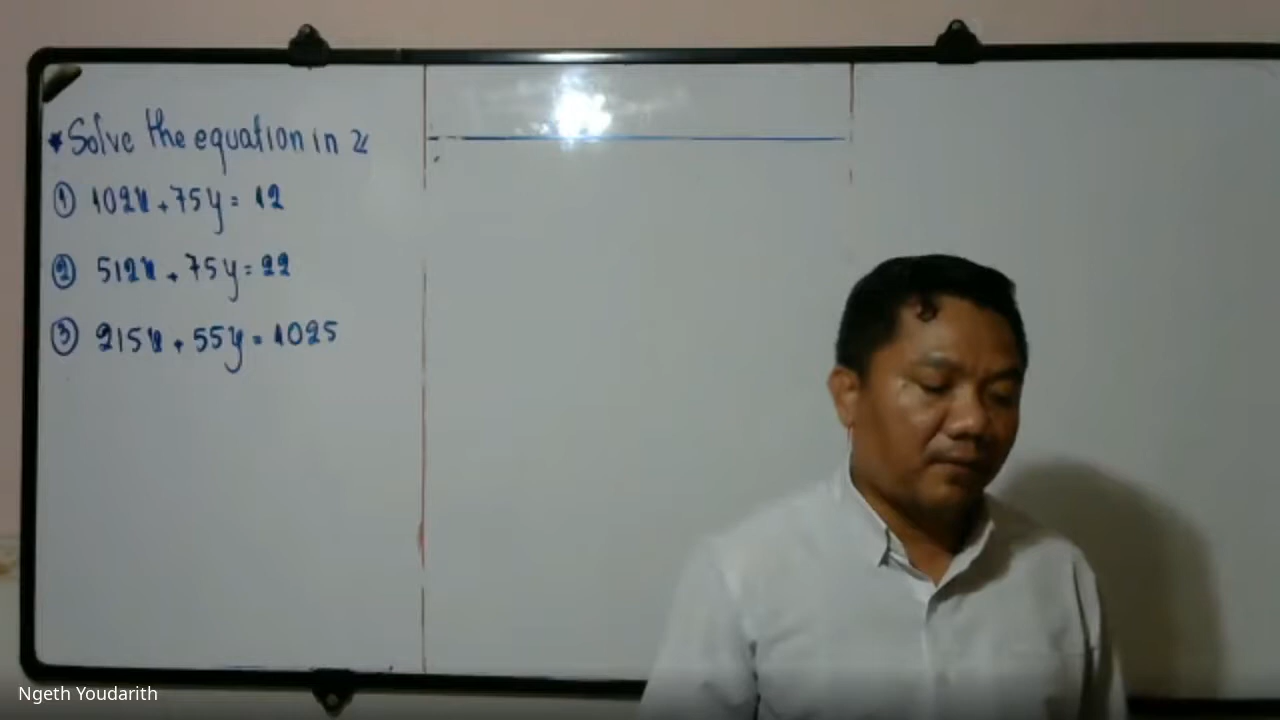 * Solve the equation in ℤ
① 102x + 75y = 12
② 512x + 75y = 22
③ 215x + 55y = 1025
Ngeth Youdarith